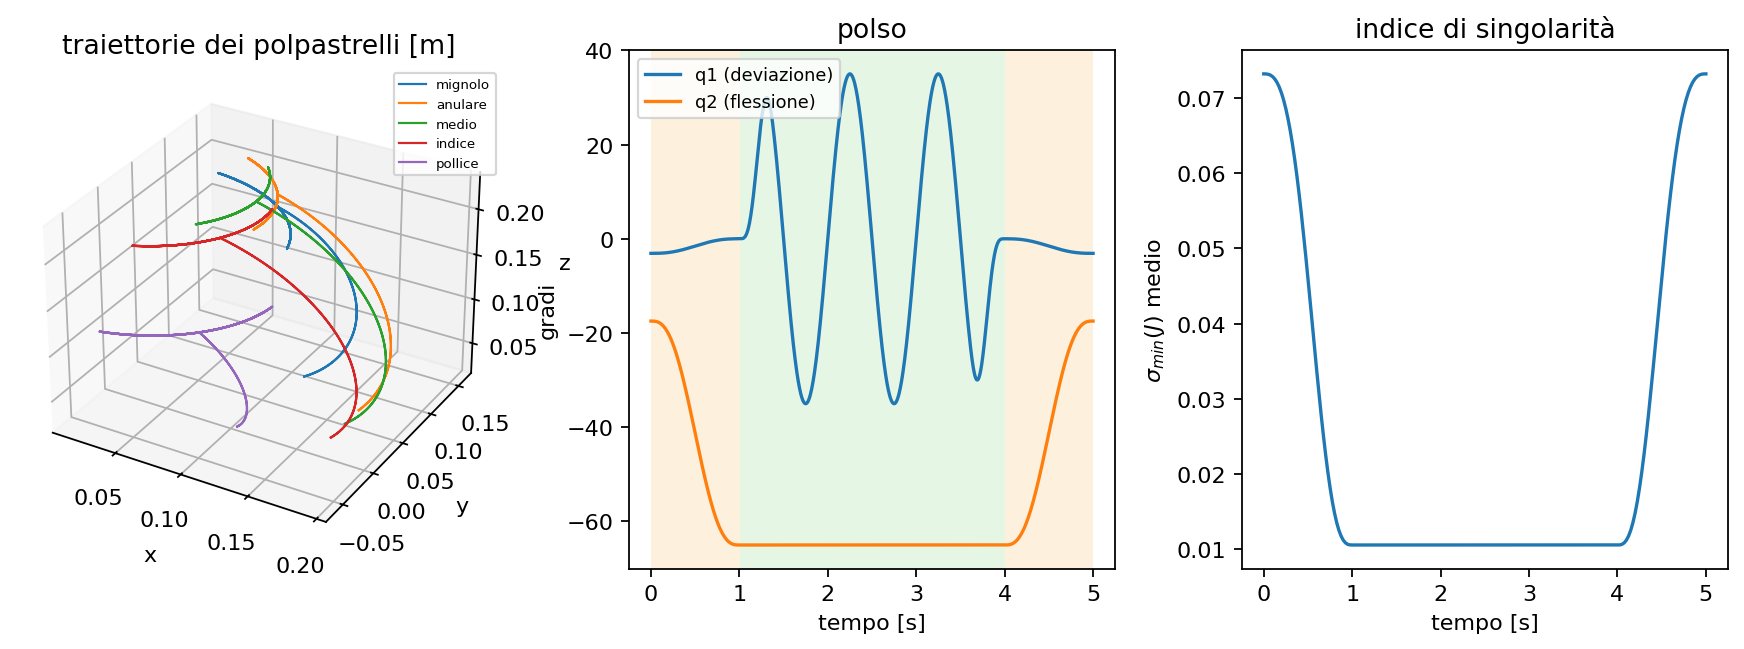 traiettorie dei polpastrelli [m]
mignolo
anulare
medio
indice
pollice
0.20
0.15
0.10
0.05
z
0.15
0.10
0.05
0.00
−0.05
y
0.05
0.10
0.15
0.20
x
polso
q1 (deviazione)
q2 (flessione)
40
20
0
−20
−40
−60
gradi
0 1 2 3 4 5
tempo [s]
indice di singolarità
0.07
0.06
0.05
0.04
0.03
0.02
0.01
σmin(J) medio
0 1 2 3 4 5
tempo [s]